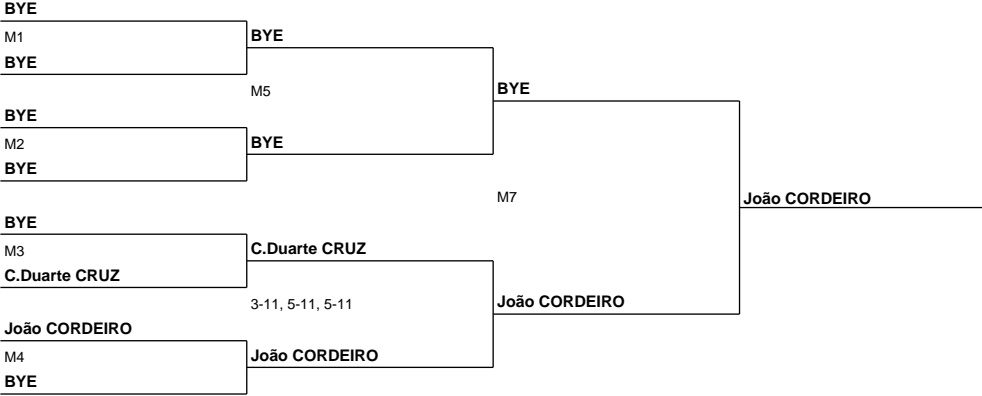 BYE
M1
BYE
BYE
M5
BYE
BYE
M2
BYE
BYE
M7
João CORDEIRO
BYE
M3
C.Duarte CRUZ
C.Duarte CRUZ
3-11, 5-11, 5-11
João CORDEIRO
João CORDEIRO
M4
João CORDEIRO
BYE